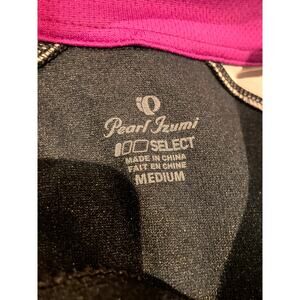 Pearl Izumi
SELECT
MADE IN CHINA
FAIT EN CHINE
MEDIUM